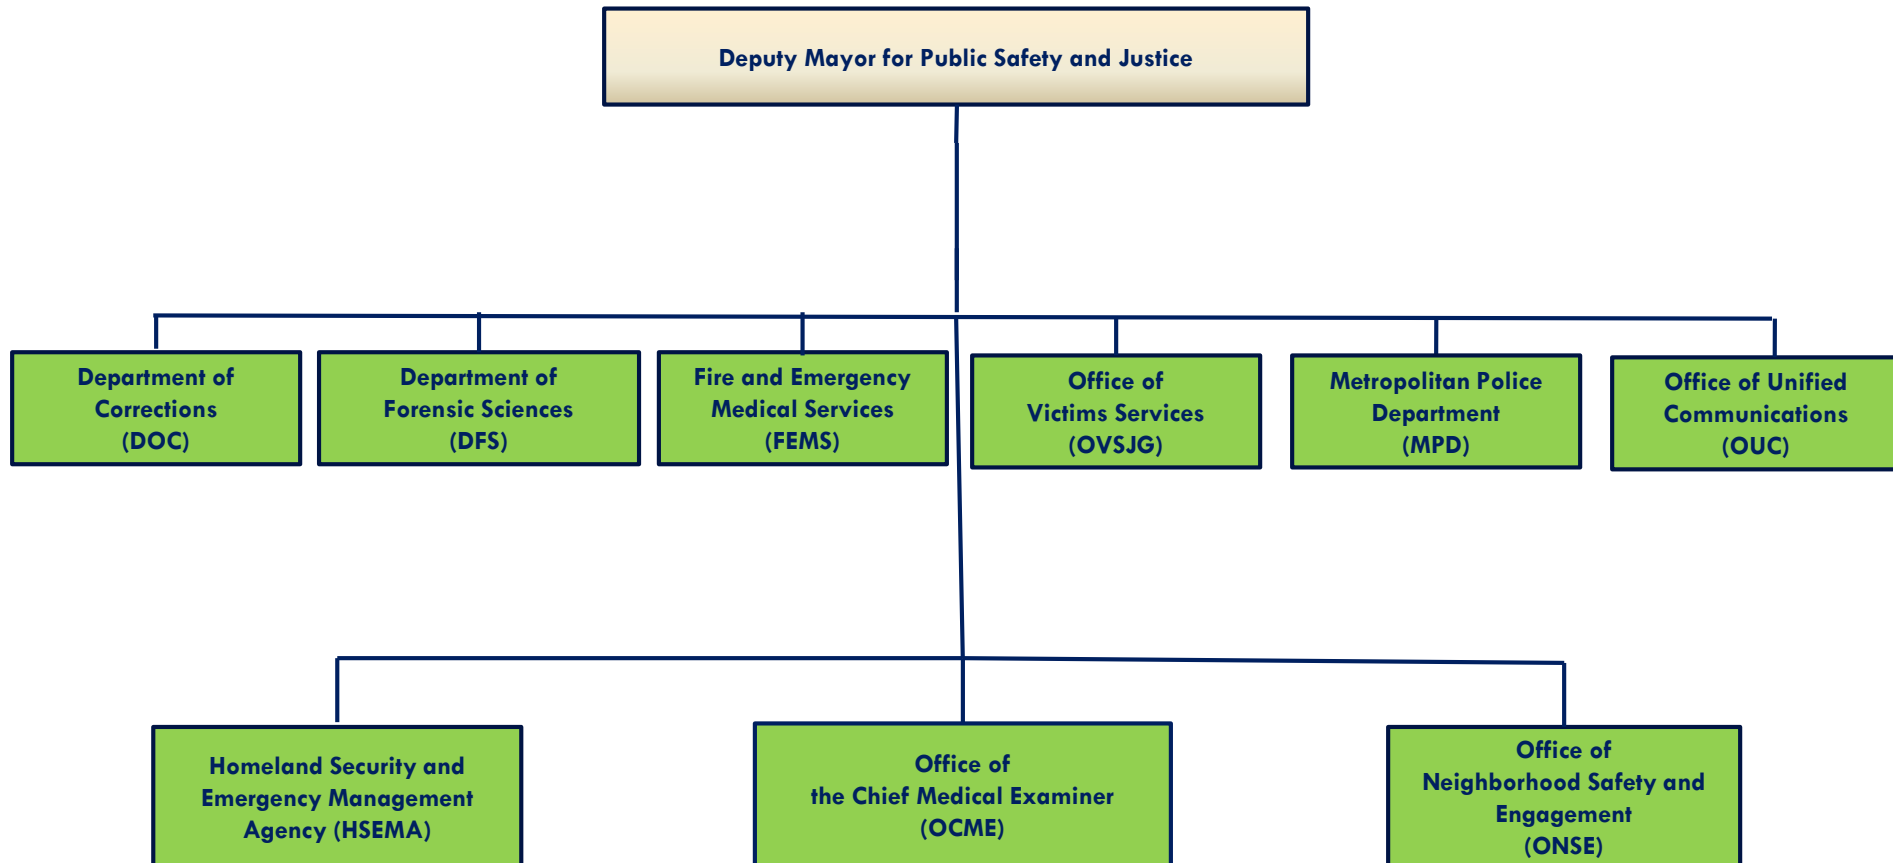 Deputy Mayor for Public Safety and Justice
Department of
Corrections
(DOC)
Department of
Forensic Sciences
(DFS)
Fire and Emergency
Medical Services
(FEMS)
Office of
Victims Services
(OVSJG)
Metropolitan Police
Department
(MPD)
Office of Unified
Communications
(OUC)
Homeland Security and
Emergency Management
Agency (HSEMA)
Office of
the Chief Medical Examiner
(OCME)
Office of
Neighborhood Safety and
Engagement
(ONSE)